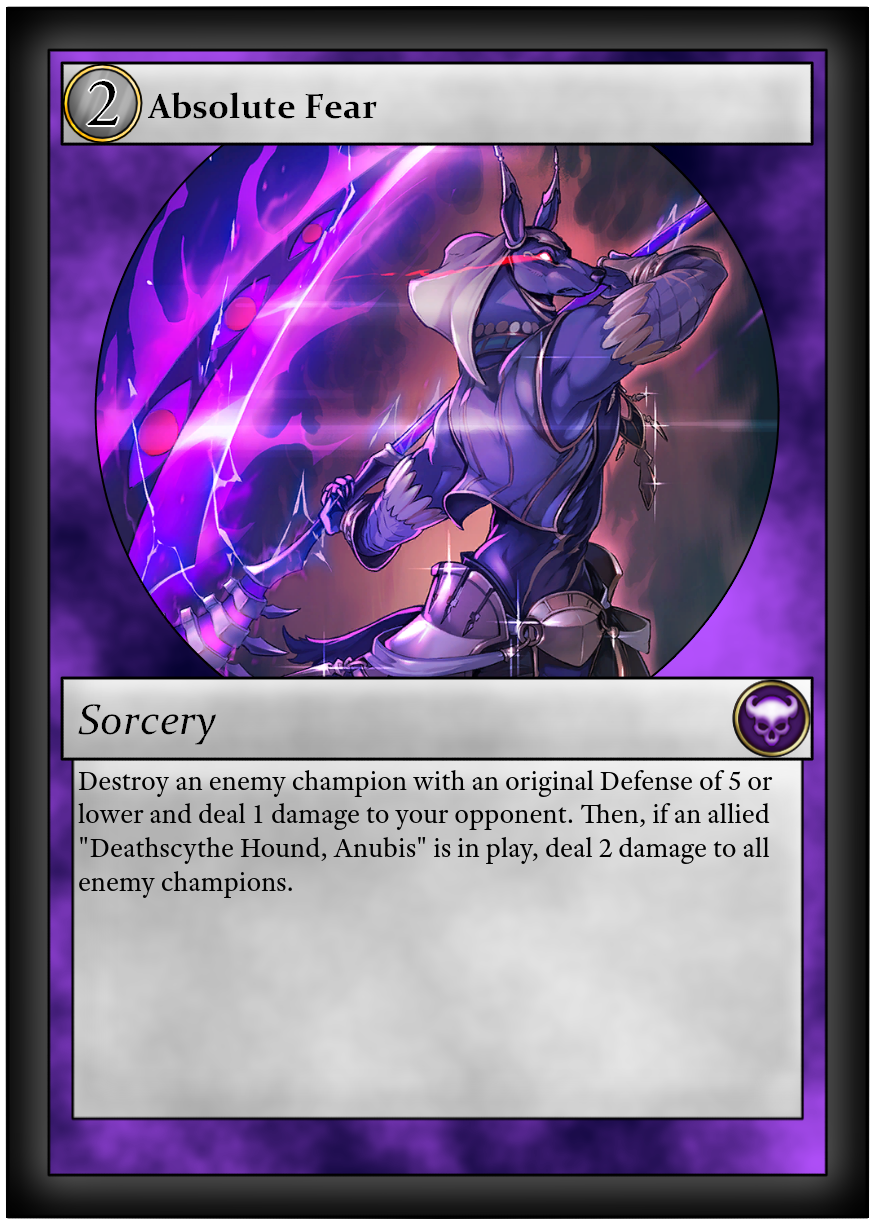 2 Absolute Fear
Sorcery
Destroy an enemy champion with an original Defense of 5 or
lower and deal 1 damage to your opponent. Then, if an allied
"Deathscythe Hound, Anubis" is in play, deal 2 damage to all
enemy champions.